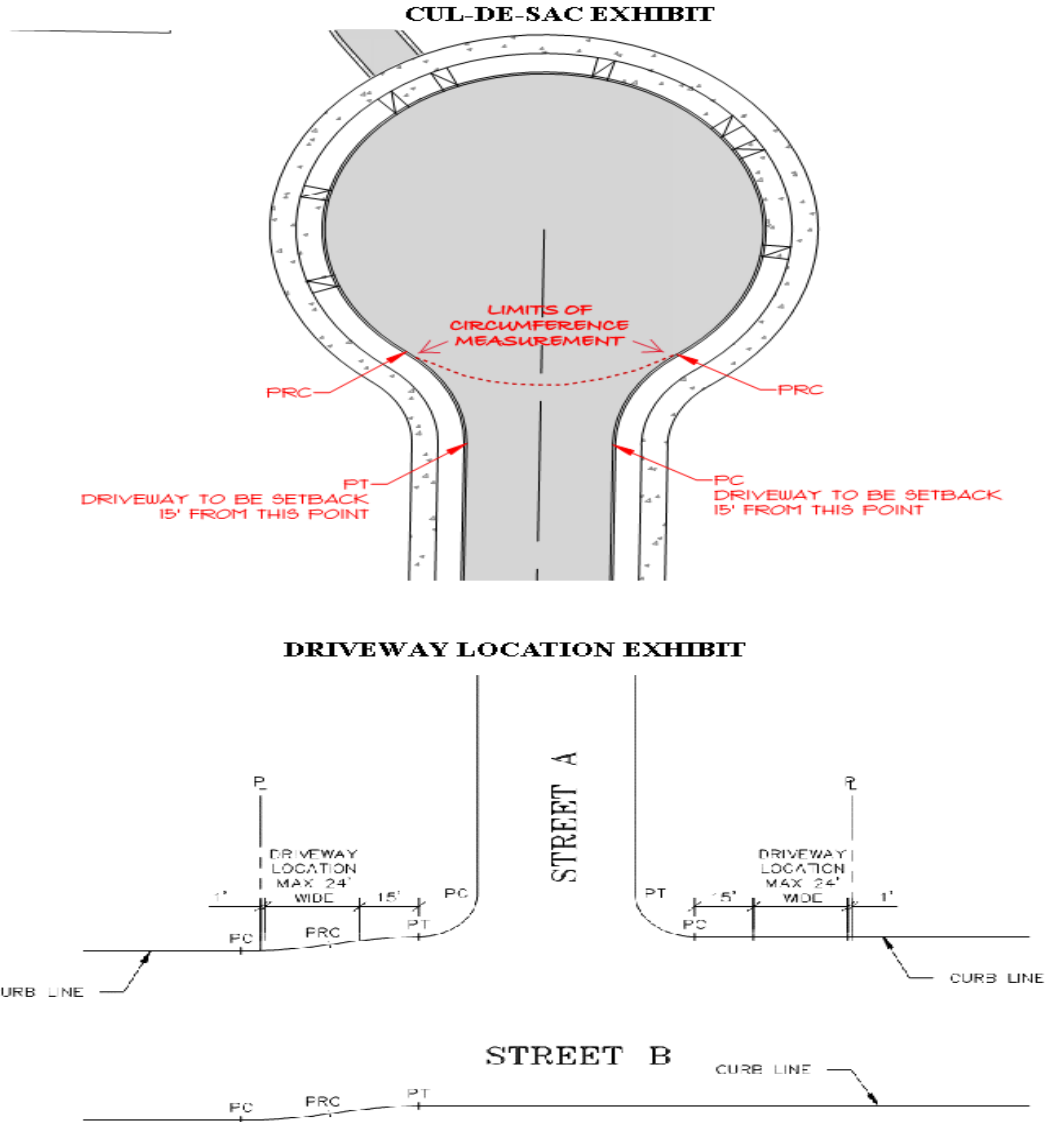 CUL-DE-SAC EXHIBIT
LIMITS OF
CIRCUMFERENCE
MEASUREMENT
PRC
PRC
PT
DRIVEWAY TO BE SETBACK
15' FROM THIS POINT
PC
DRIVEWAY TO BE SETBACK
15' FROM THIS POINT
DRIVEWAY LOCATION EXHIBIT
STREET A
P
DRIVEWAY
LOCATION
MAX 24'
WIDE
1'
15'
PC
PC
PRC
PT
PL
DRIVEWAY
LOCATION
MAX 24'
WIDE
PT
15'
1'
PC
URB LINE
CURB LINE
STREET B
CURB LINE
PC
PRC
PT